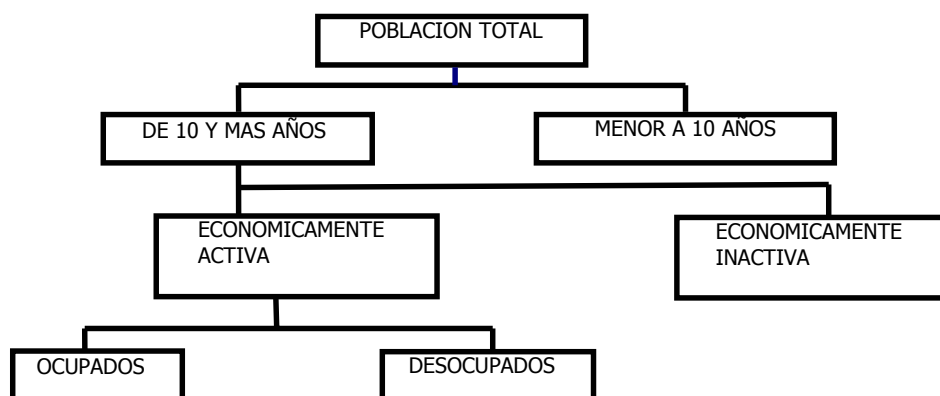 POBLACION TOTAL
DE 10 Y MAS AÑOS
MENOR A 10 AÑOS
ECONOMICAMENTE
ACTIVA
ECONOMICAMENTE
INACTIVA
OCUPADOS
DESOCUPADOS